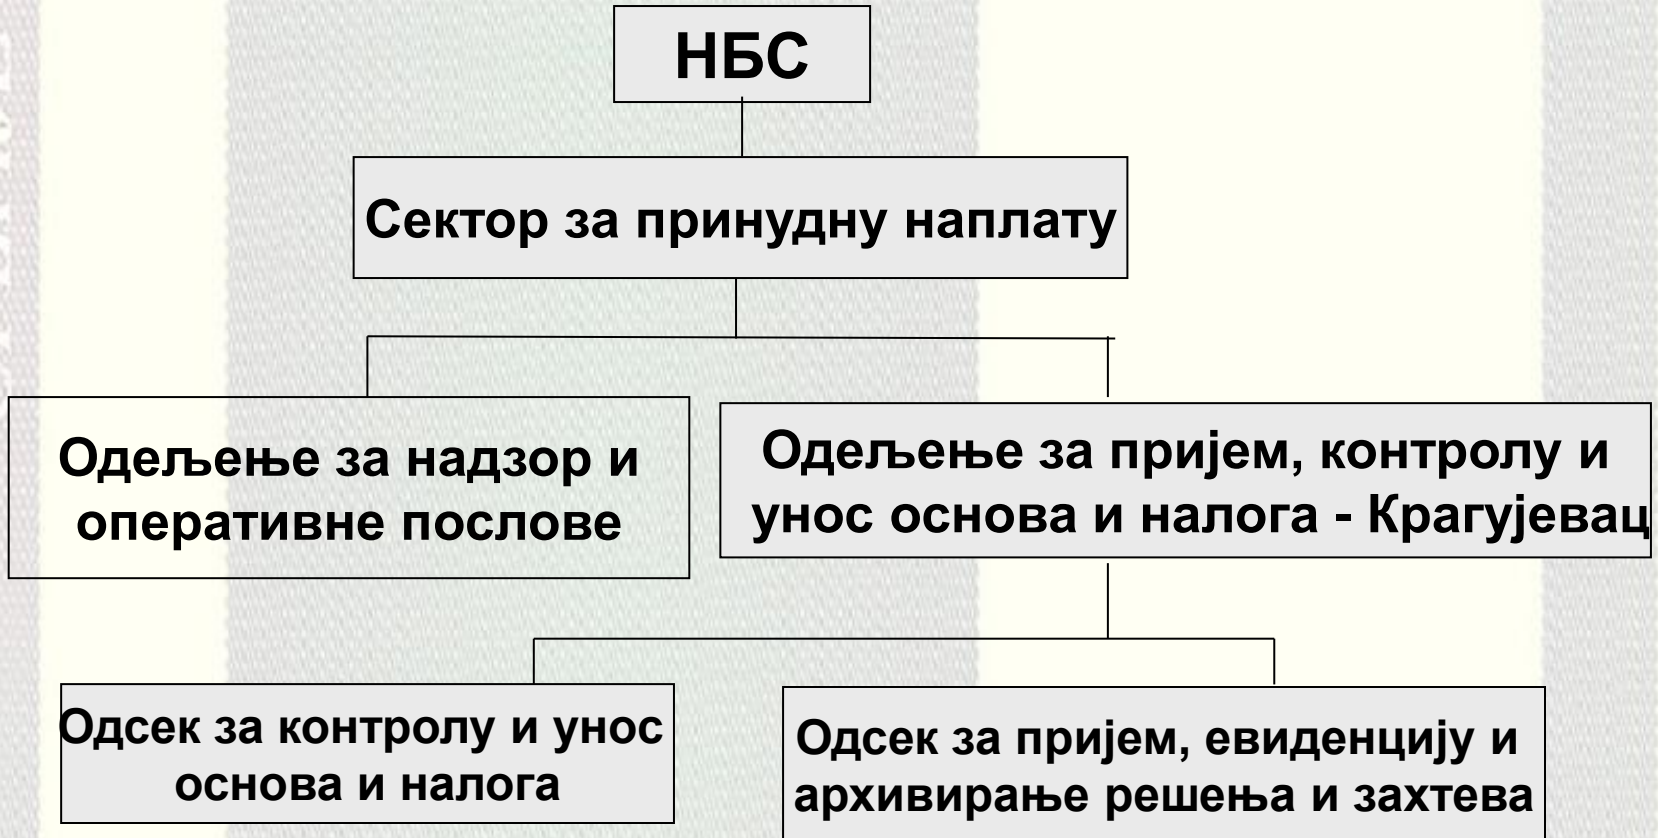 НБС
Сектор за принудну наплату
Одељење за надзор и
оперативне послове
Одељење за пријем, контролу и
унос основа и налога - Крагујевац
Одсек за контролу и унос
основа и налога
Одсек за пријем, евиденцију и
архивирање решења и захтева